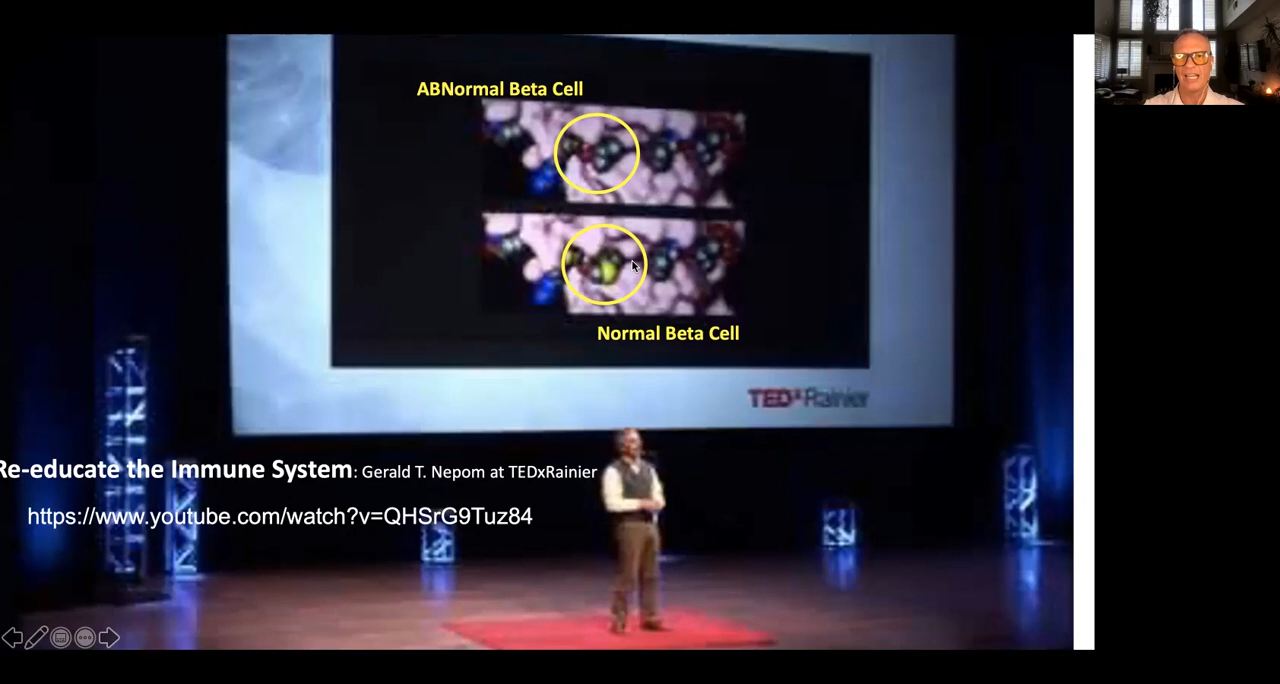 ABNormal Beta Cell
Normal Beta Cell
TEDxRainier
Re-educate the Immune System: Gerald T. Nepom at TEDxRainier
https://www.youtube.com/watch?v=QHSrG9Tuz84